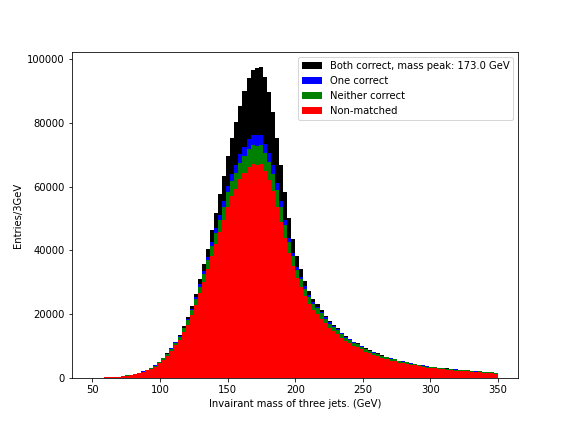 100000
80000
60000
40000
20000
0
Entries/3GeV
Both correct, mass peak: 173.0 GeV
One correct
Neither correct
Non-matched
50 100 150 200 250 300 350
Invairant mass of three jets. (GeV)